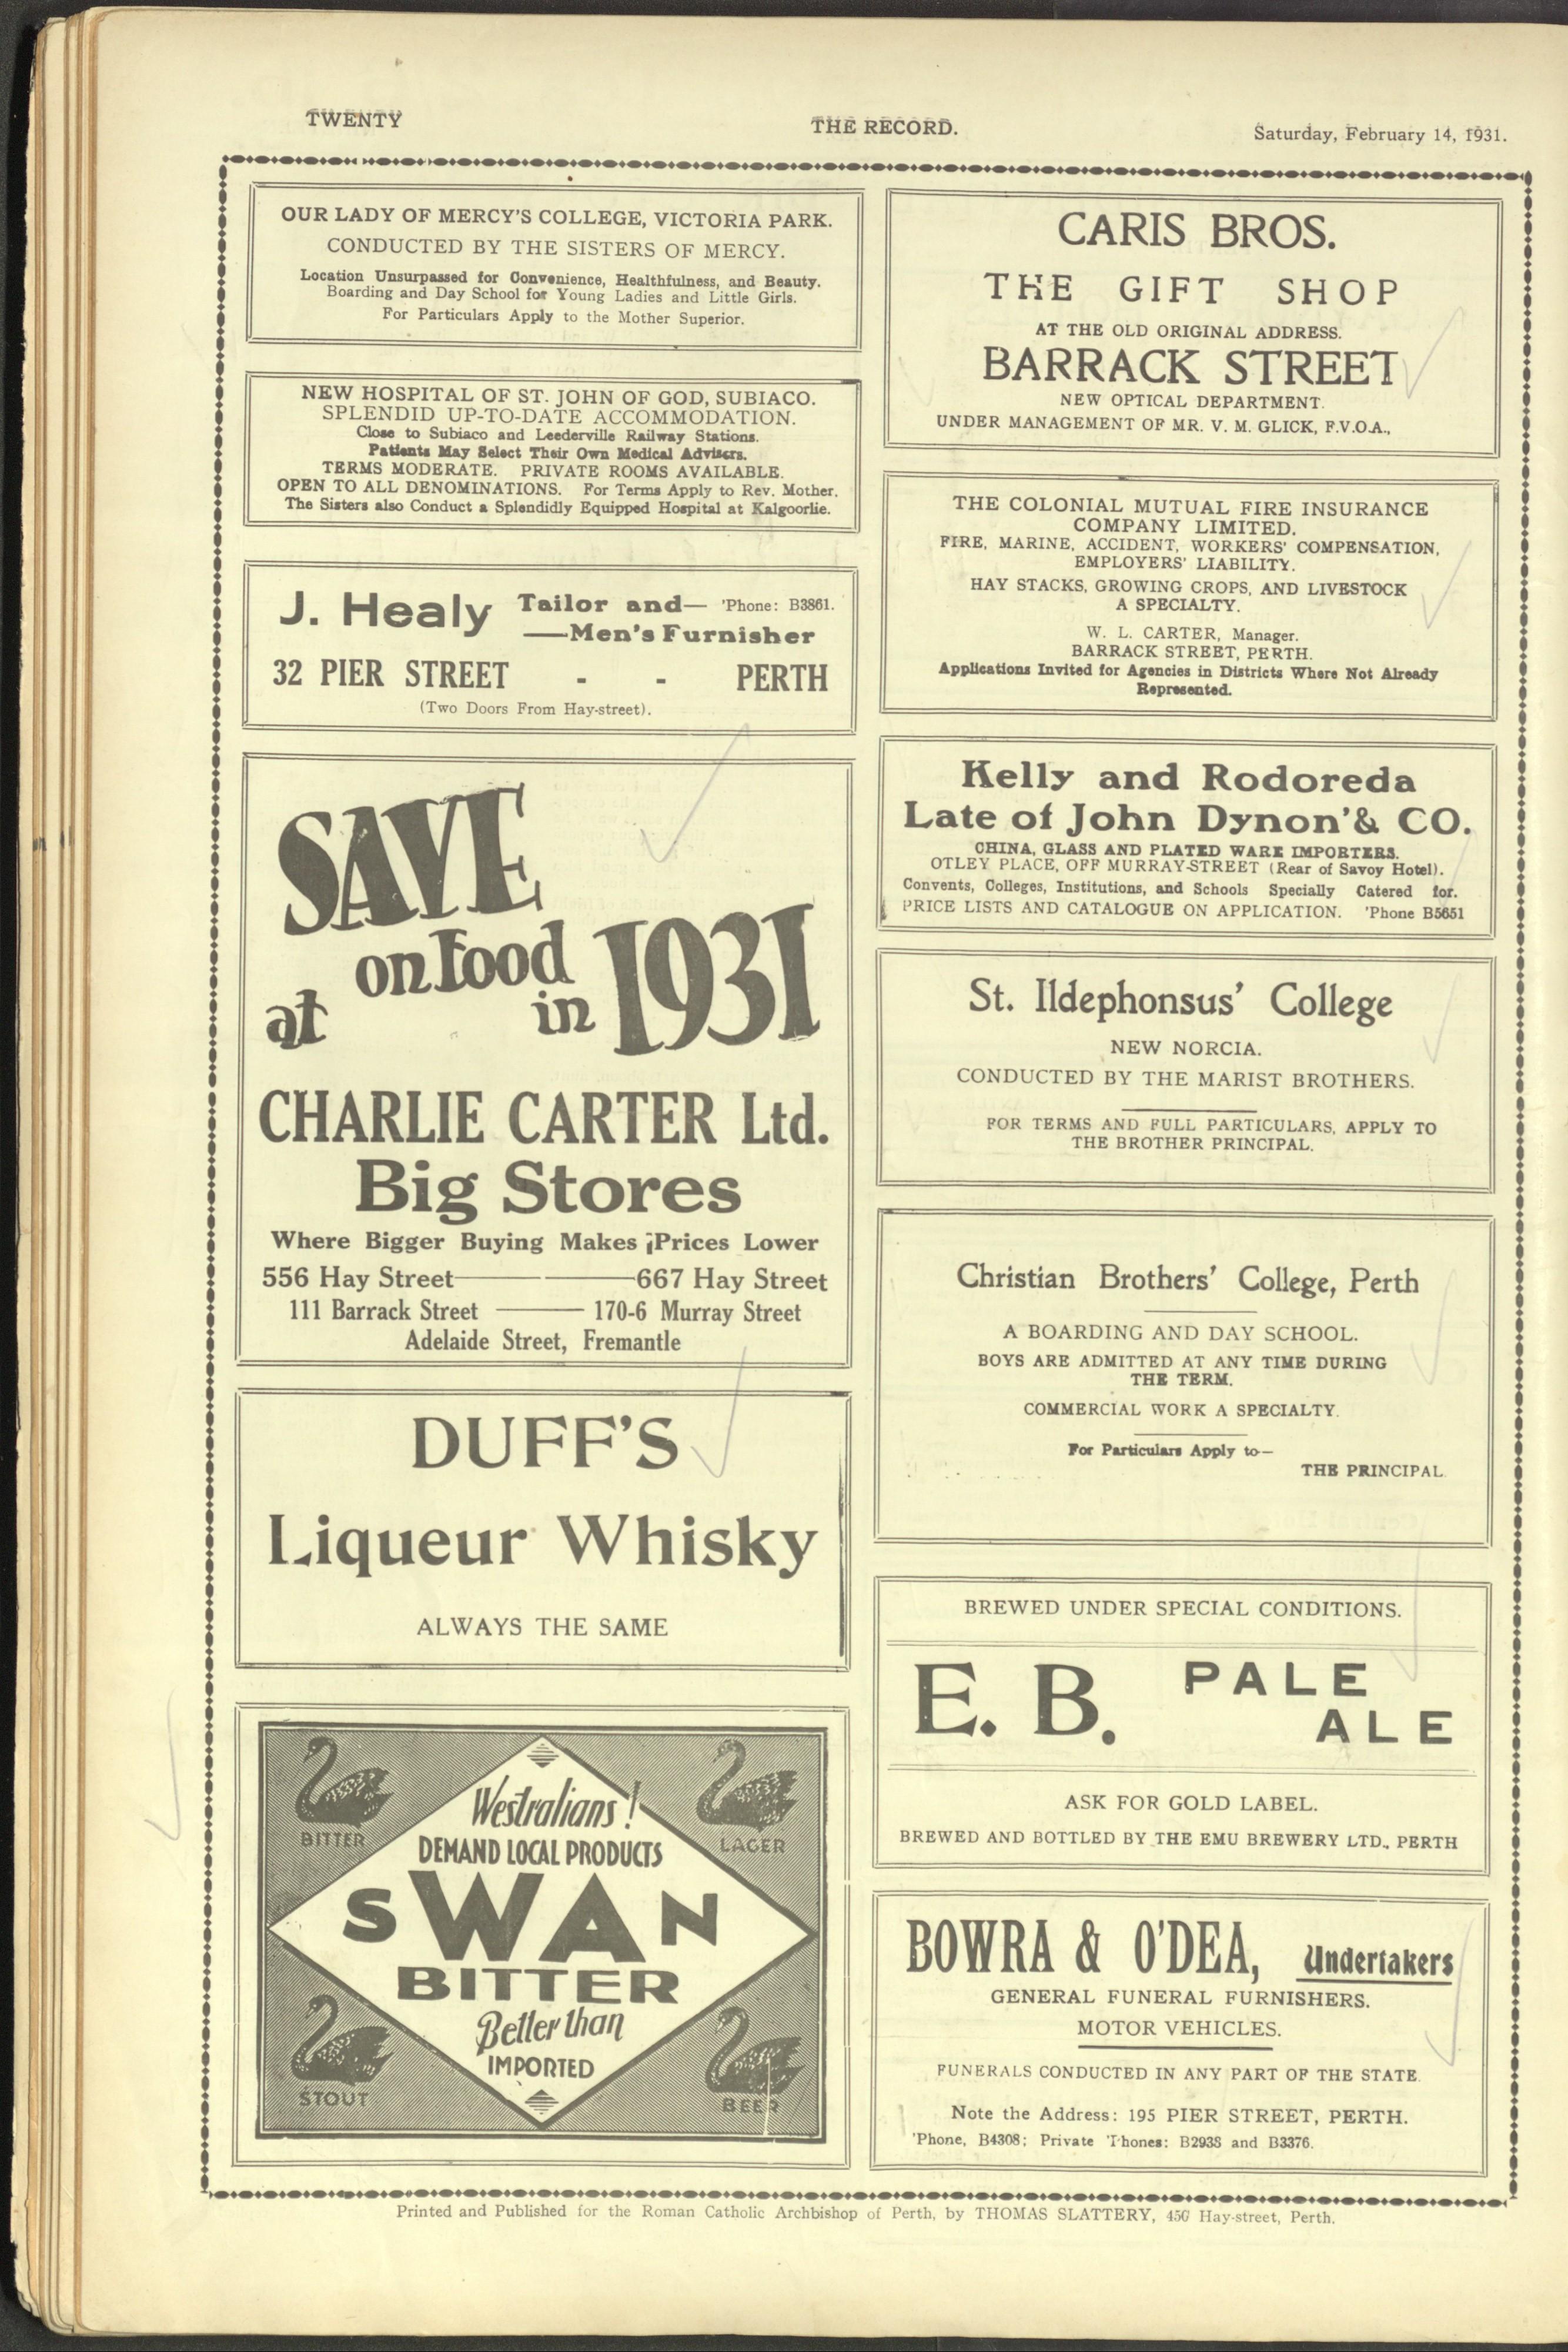 TWENTY
THE RECORD.
Saturday, February 14, 1931.
OUR LADY OF MERCY'S COLLEGE, VICTORIA PARK.
CONDUCTED BY THE SISTERS OF MERCY.
Location Unsurpassed for Convenience, Healthfulness, and Beauty.
Boarding and Day School for Young Ladies and Little Girls.
For Particulars Apply to the Mother Superior.
NEW HOSPITAL OF ST. JOHN OF GOD, SUBIACO.
SPLENDID UP-TO-DATE ACCOMMODATION.
Close to Subiaco and Leederville Railway Stations.
Patients May Select Their Own Medical Advisers.
TERMS MODERATE. PRIVATE ROOMS AVAILABLE.
OPEN TO ALL DENOMINATIONS. For Terms Apply to Rev. Mother.
The Sisters also Conduct a Splendidly Equipped Hospital at Kalgoorlie.
J. Healy Tailor and— 'Phone: B3861.
—Men's Furnisher
32 PIER STREET - - PERTH
(Two Doors From Hay-street).
SAVE
on food
at in 1931
CHARLIE CARTER Ltd.
Big Stores
Where Bigger Buying Makes Prices Lower
556 Hay Street—— ——667 Hay Street
111 Barrack Street —— 170-6 Murray Street
Adelaide Street, Fremantle
DUFF'S
Liqueur Whisky
ALWAYS THE SAME
BITTER
LAGER
Westralians!
DEMAND LOCAL PRODUCTS
SWAN
BITTER
Better than
IMPORTED
STOUT
BEER
CARIS BROS.
THE GIFT SHOP
AT THE OLD ORIGINAL ADDRESS.
BARRACK STREET
NEW OPTICAL DEPARTMENT.
UNDER MANAGEMENT OF MR. V. M. GLICK, F.V.O.A.,
THE COLONIAL MUTUAL FIRE INSURANCE
COMPANY LIMITED.
FIRE, MARINE, ACCIDENT, WORKERS' COMPENSATION,
EMPLOYERS' LIABILITY.
HAY STACKS, GROWING CROPS, AND LIVESTOCK
A SPECIALTY.
W. L. CARTER, Manager.
BARRACK STREET, PERTH.
Applications Invited for Agencies in Districts Where Not Already
Represented.
Kelly and Rodoreda
Late of John Dynon'& CO.
CHINA, GLASS AND PLATED WARE IMPORTERS.
OTLEY PLACE, OFF MURRAY-STREET (Rear of Savoy Hotel).
Convents, Colleges, Institutions, and Schools Specially Catered for.
PRICE LISTS AND CATALOGUE ON APPLICATION. 'Phone B5651
St. Ildephonsus' College
NEW NORCIA.
CONDUCTED BY THE MARIST BROTHERS.
FOR TERMS AND FULL PARTICULARS, APPLY TO
THE BROTHER PRINCIPAL.
Christian Brothers' College, Perth
A BOARDING AND DAY SCHOOL.
BOYS ARE ADMITTED AT ANY TIME DURING
THE TERM.
COMMERCIAL WORK A SPECIALTY.
For Particulars Apply to—
THE PRINCIPAL.
BREWED UNDER SPECIAL CONDITIONS.
E. B. PALE
ALE
ASK FOR GOLD LABEL.
BREWED AND BOTTLED BY THE EMU BREWERY LTD., PERTH
BOWRA & O'DEA, Undertakers
GENERAL FUNERAL FURNISHERS.
MOTOR VEHICLES.
FUNERALS CONDUCTED IN ANY PART OF THE STATE.
Note the Address: 195 PIER STREET, PERTH.
'Phone, B4308; Private 'Phones: B2938 and B3376.
Printed and Published for the Roman Catholic Archbishop of Perth, by THOMAS SLATTERY, 450 Hay-street, Perth.